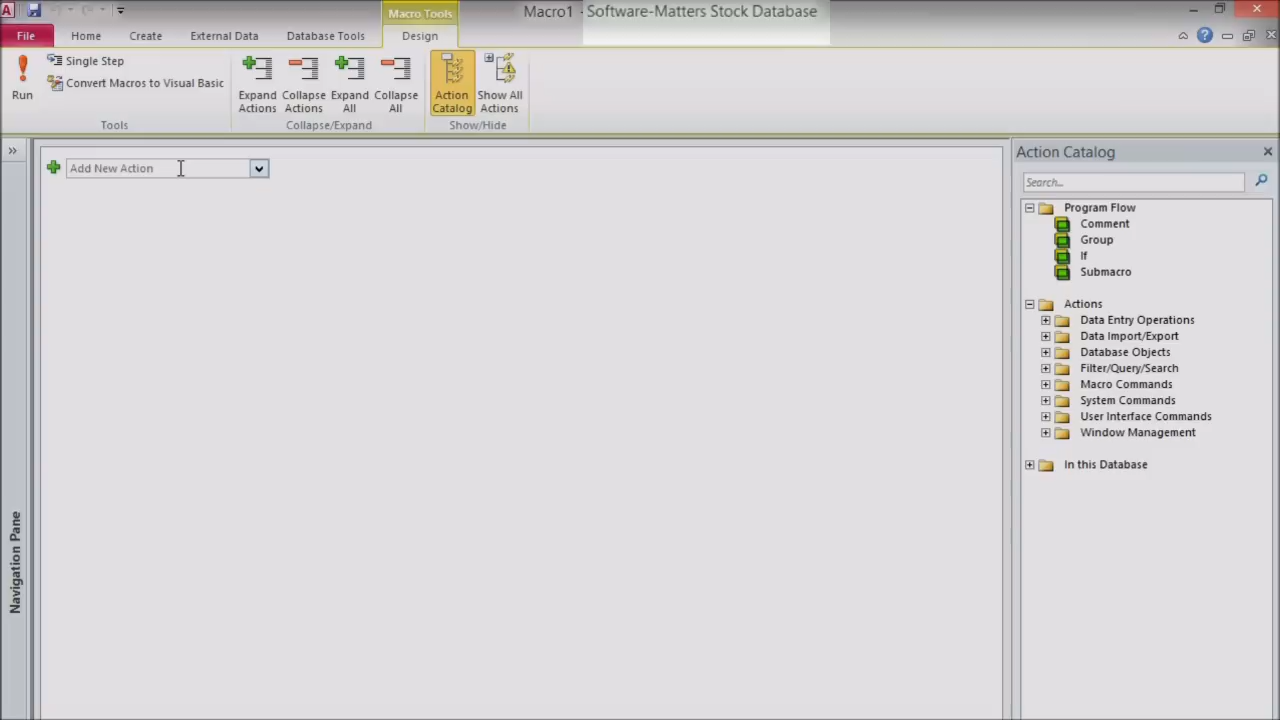 Macro1 - Software-Matters Stock Database
Macro Tools
File Home Create External Data Database Tools Design
Run
Single Step
Convert Macros to Visual Basic
Expand Actions
Collapse Actions
Expand All
Collapse All
Action Catalog
Show All Actions
Tools
Collapse/Expand
Show/Hide
Add New Action
Navigation Pane
Action Catalog
Search...
Program Flow
Comment
Group
If
Submacro
Actions
Data Entry Operations
Data Import/Export
Database Objects
Filter/Query/Search
Macro Commands
System Commands
User Interface Commands
Window Management
In this Database